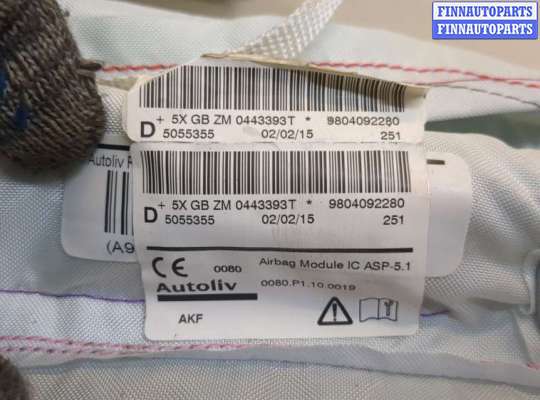 FINNAUTOPARTS
FINNAUTOPARTS
+ 5X GB ZM 0443393T * 9804092280
D 5055355 02/02/15 251
Autoliv
+ 5X GB ZM 0443393T * 9804092280
D 5055355 02/02/15 251
(A9
CE 0080 Airbag Module IC ASP-5.1
Autoliv 0080.P1.10.0019
AKF